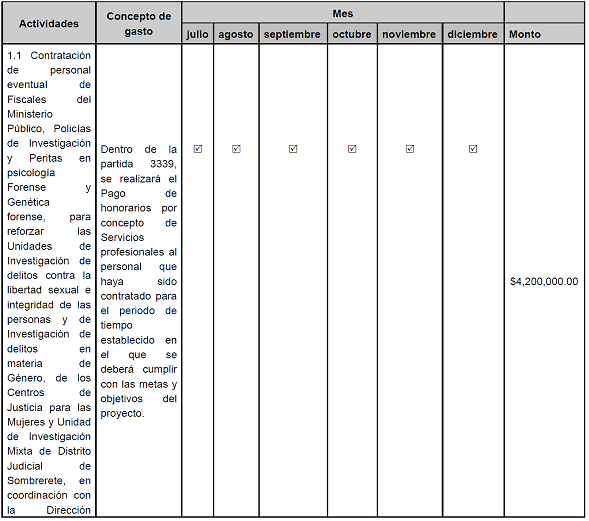 Actividades
Concepto de
gasto
Mes
julio agosto septiembre octubre noviembre diciembre Monto
1.1 Contratación
de personal
eventual de
Fiscales del
Ministerio
Público, Policías
de Investigación
y Peritas en
psicología
Forense y
Genética
forense, para
reforzar las
Unidades de
Investigación de
delitos contra la
libertad sexual e
integridad de las
personas y de
Investigación de
delitos en
materia de
Género, de los
Centros de
Justicia para las
Mujeres y Unidad
de Investigación
Mixta de Distrito
Judicial de
Sombrerete, en
coordinación con
la Dirección
Dentro de la
partida 3339,
se realizará el
Pago de
honorarios por
concepto de
Servicios
profesionales al
personal que
haya sido
contratado para
el periodo de
tiempo
establecido en
el que se
deberá cumplir
con las metas y
objetivos del
proyecto.
☑ ☑ ☑ ☑ ☑ ☑
$4,200,000.00